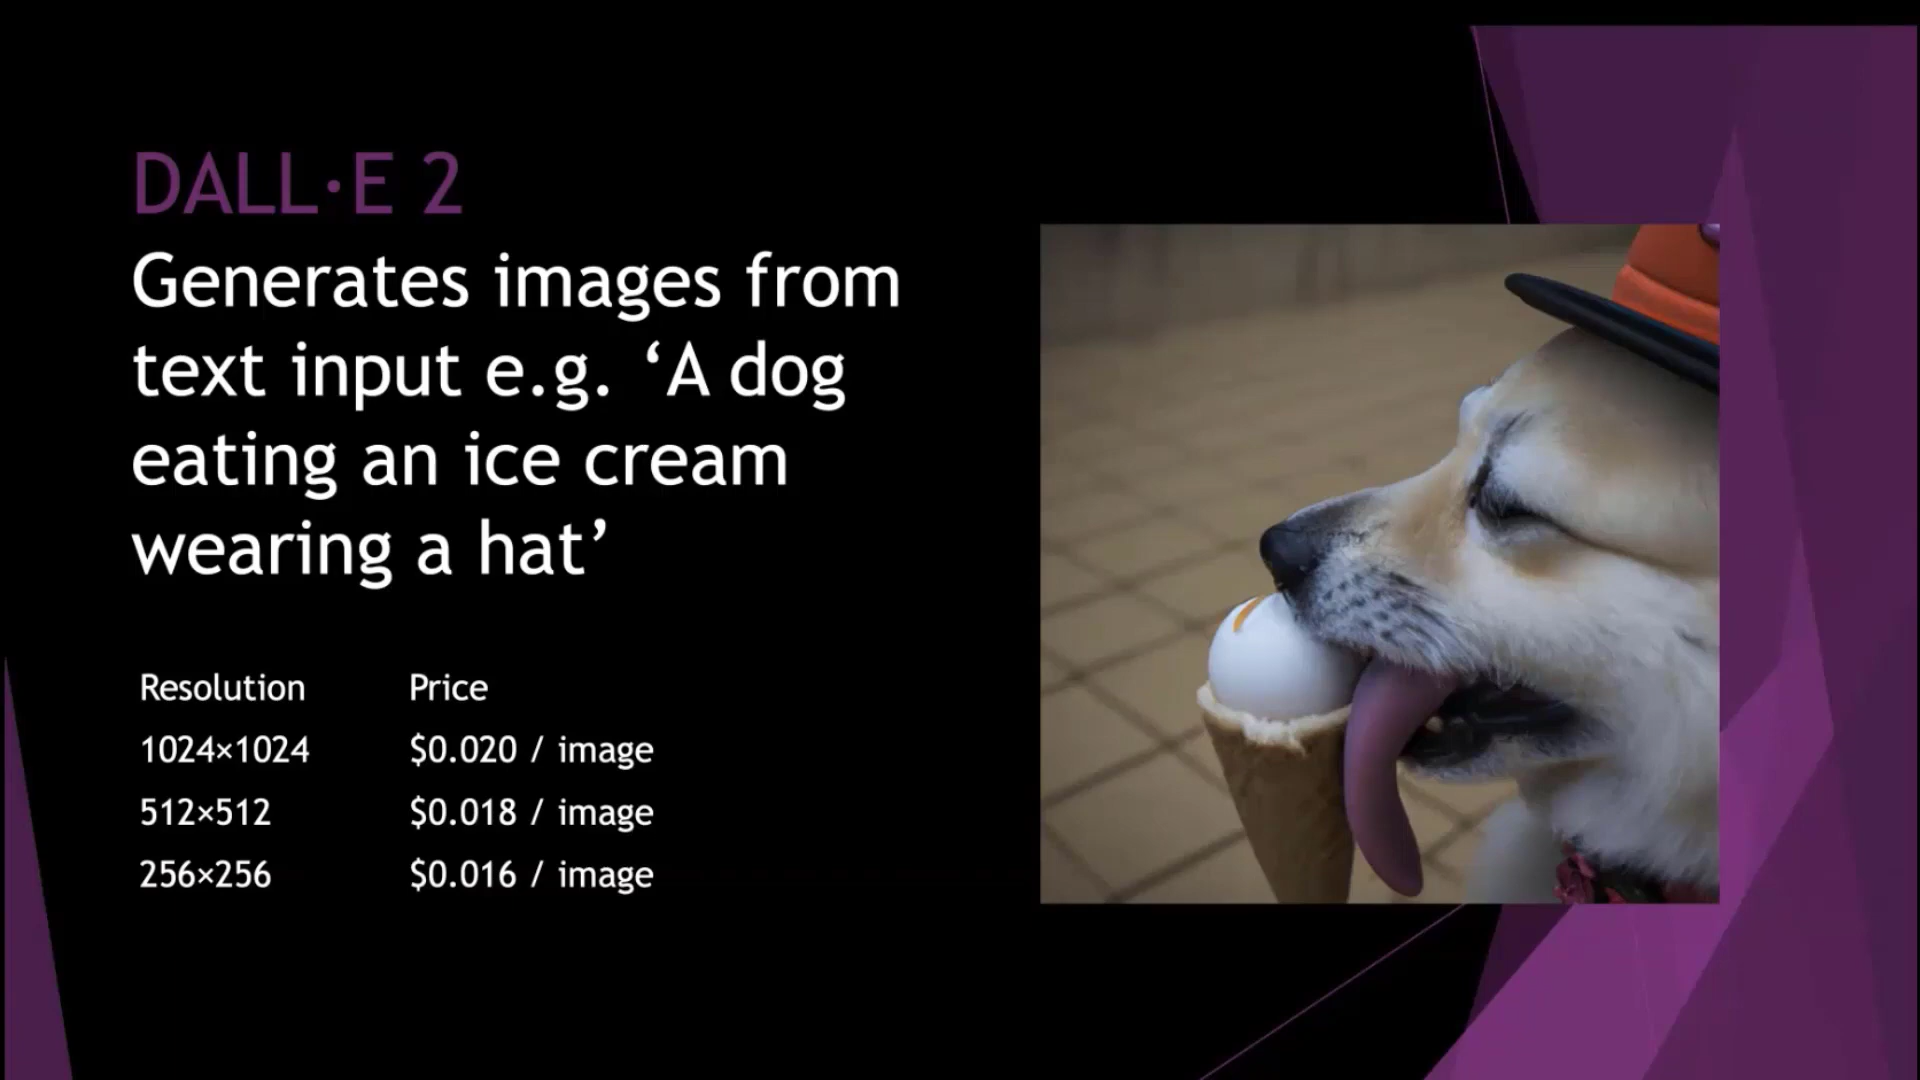 DALL·E 2
Generates images from
text input e.g. ‘A dog
eating an ice cream
wearing a hat’
Resolution Price
1024×1024 $0.020 / image
512×512 $0.018 / image
256×256 $0.016 / image